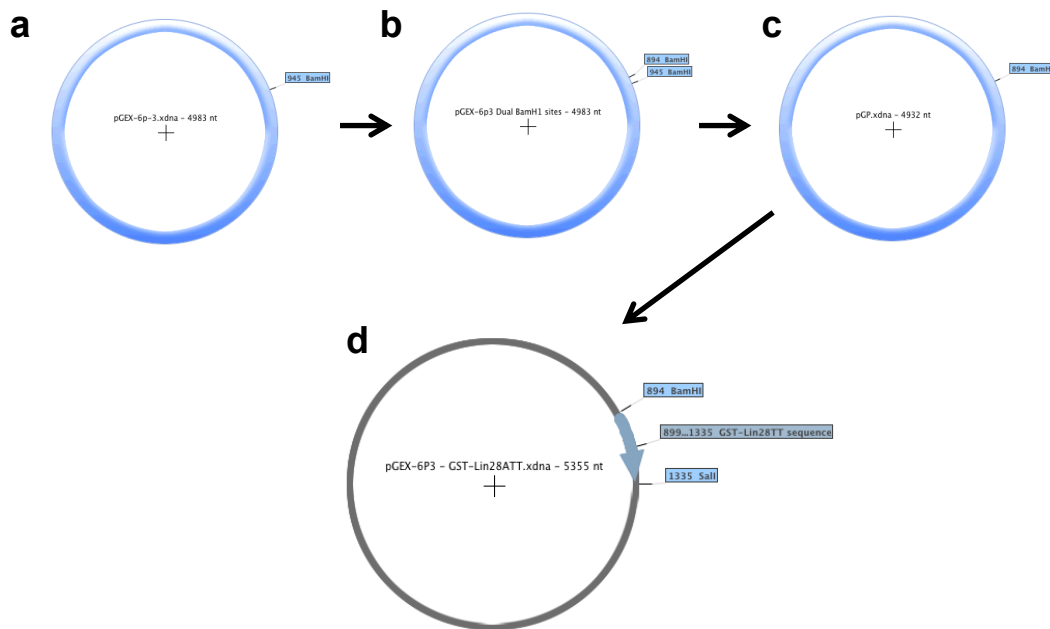 a
945 BamHI
pGEX-6p-3.xdna - 4983 nt
b
894 BamHI
945 BamHI
pGEX-6p3 Dual BamH1 sites - 4983 nt
c
894 BamH
pGP.xdna - 4932 nt
d
894 BamHI
899...1335 GST-Lin28TT sequence
pGEX-6P3 - GST-Lin28ATT.xdna - 5355 nt
1335 SalI